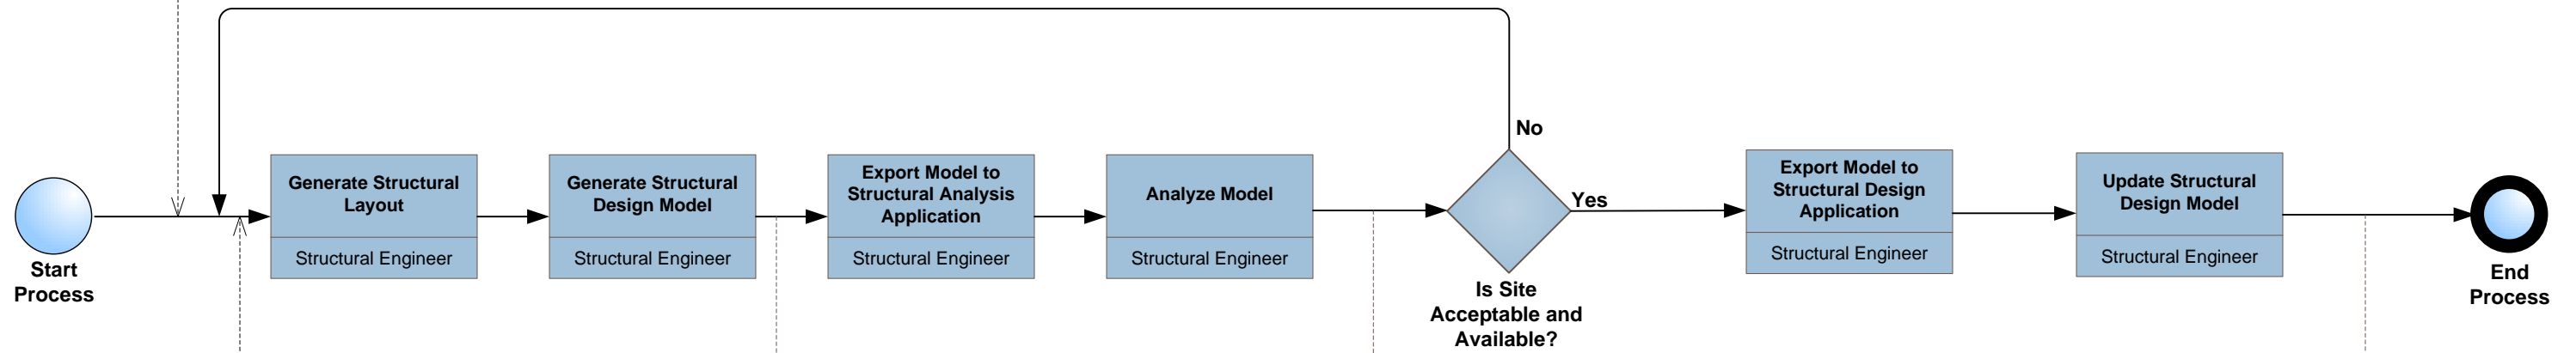 Start
Process
Generate Structural
Layout
Structural Engineer
Generate Structural
Design Model
Structural Engineer
Export Model to
Structural Analysis
Application
Structural Engineer
Analyze Model
Structural Engineer
No
Yes
Is Site
Acceptable and
Available?
Export Model to
Structural Design
Application
Structural Engineer
Update Structural
Design Model
Structural Engineer
End
Process